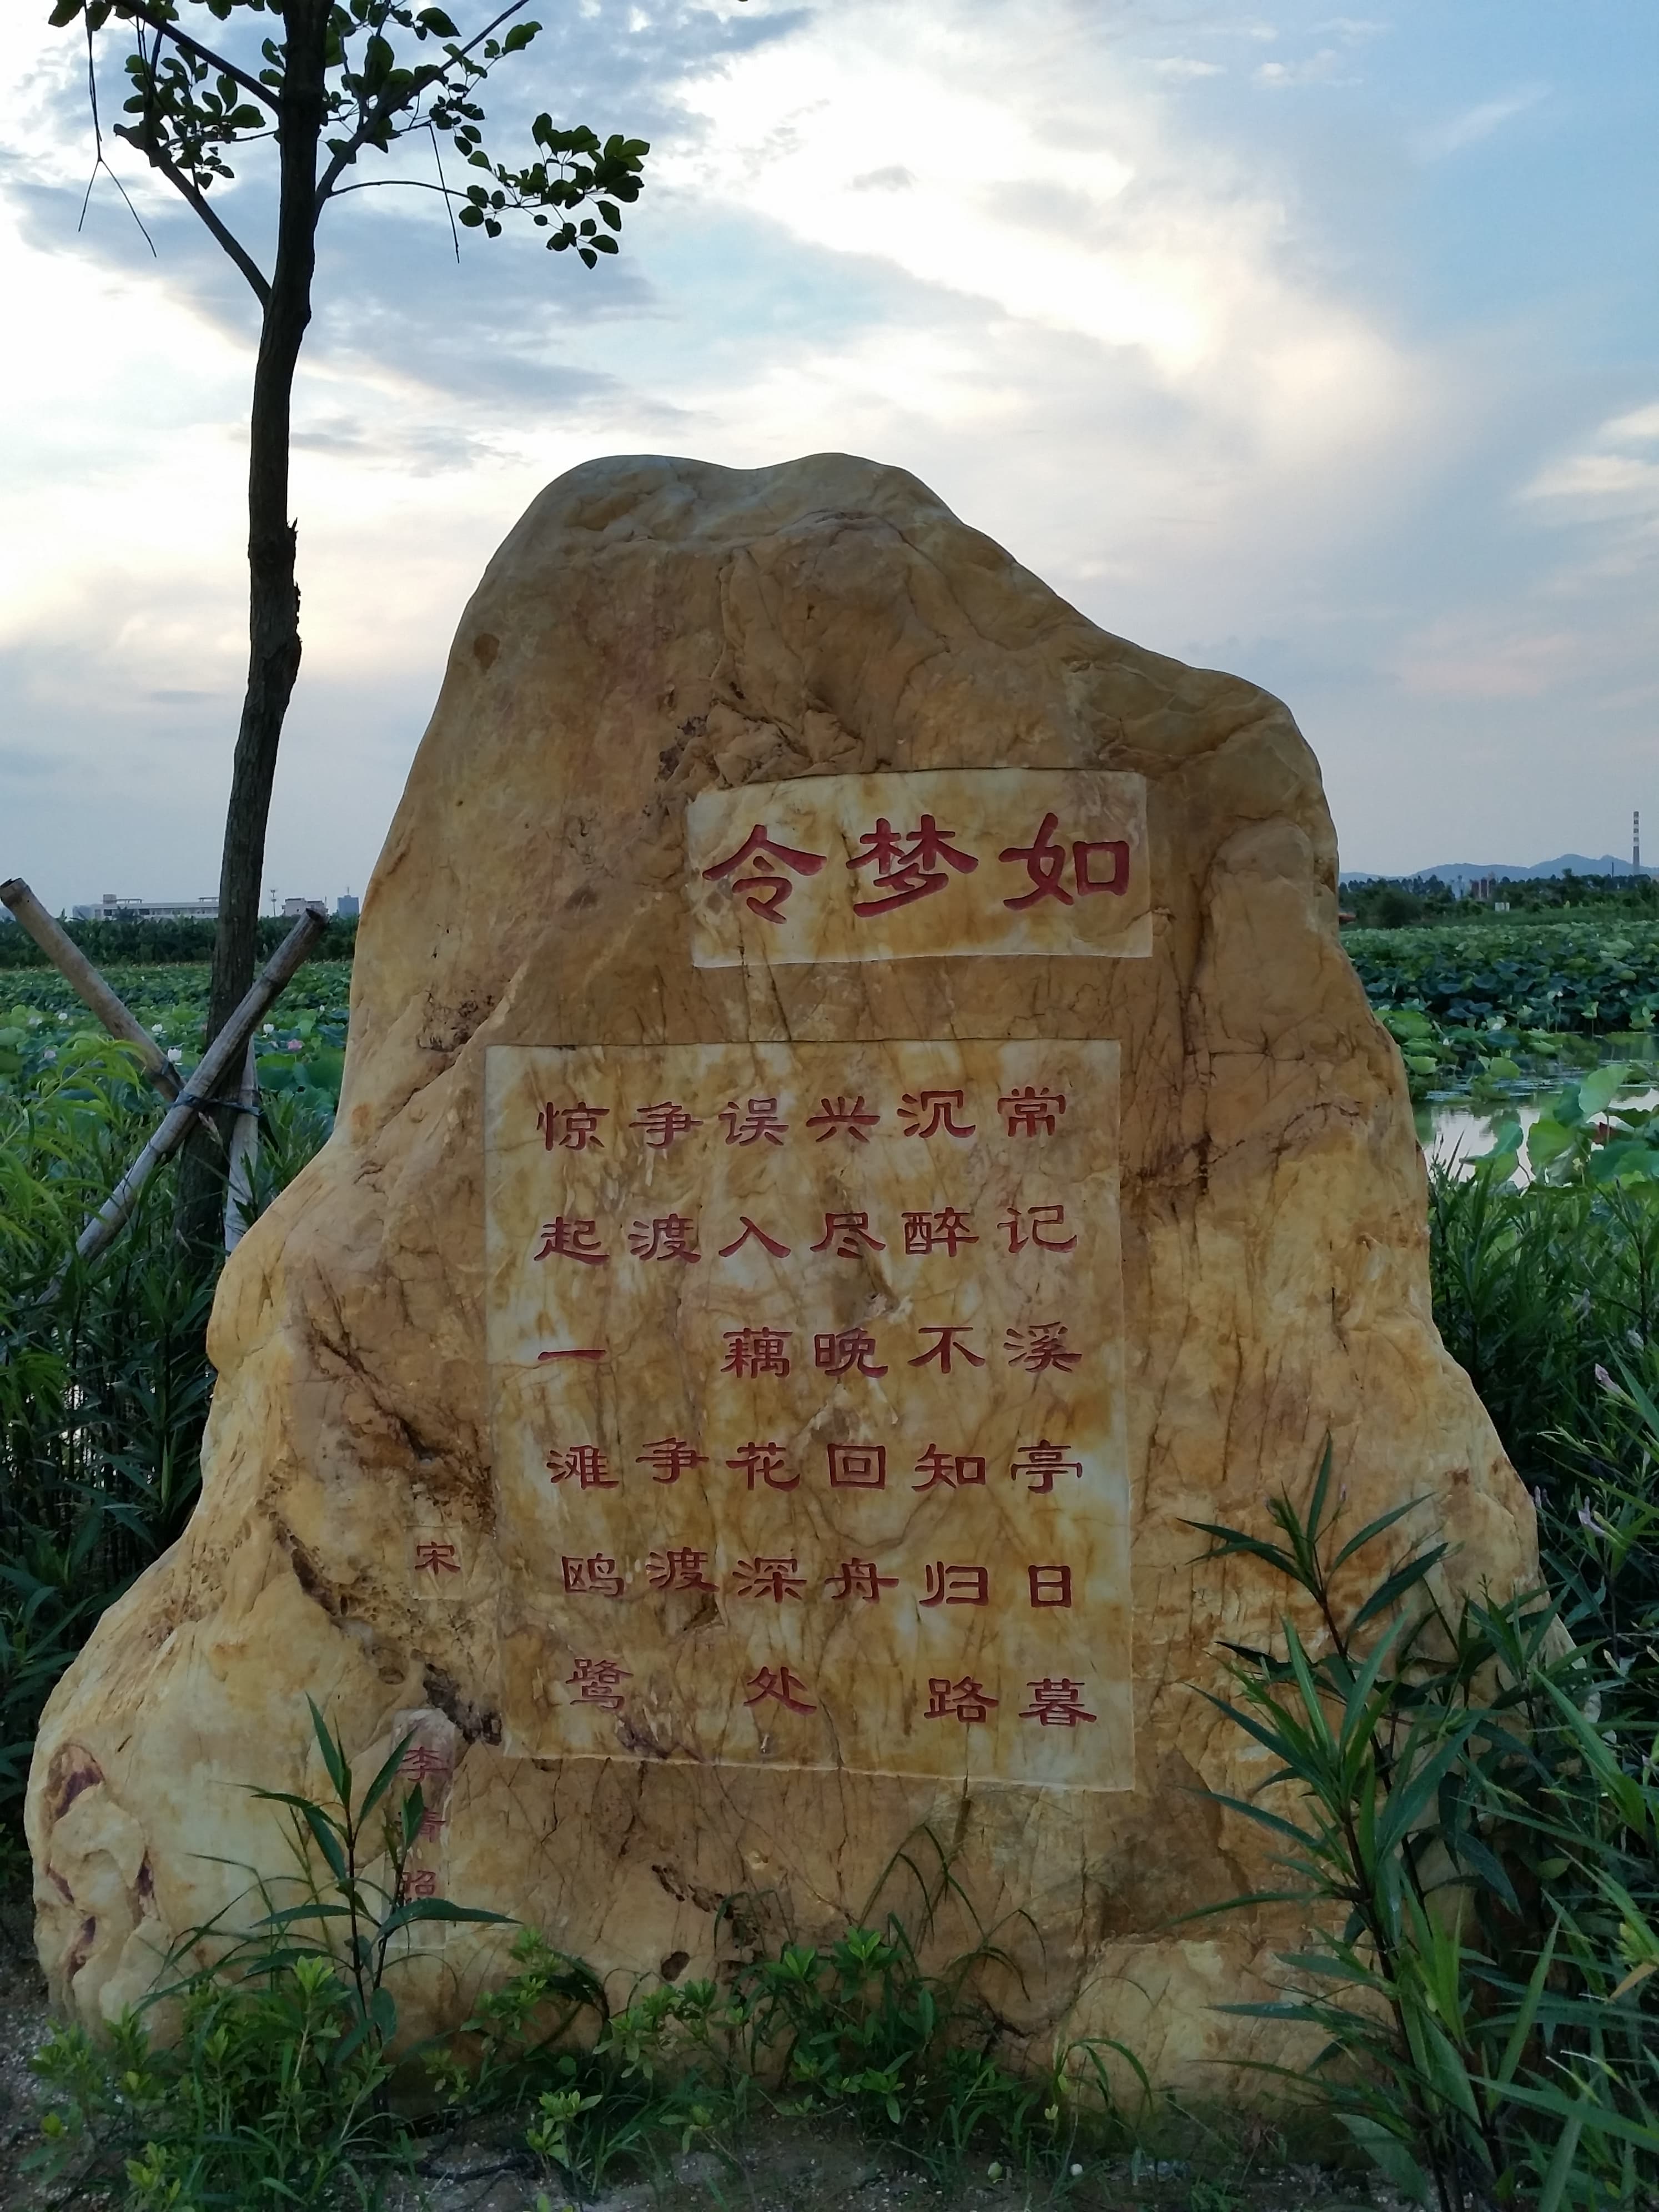 如梦令
常记溪亭日暮
沉醉不知归路
兴尽晚回舟
误入藕花深处
争渡 争渡
惊起一滩鸥鹭
宋
李清照